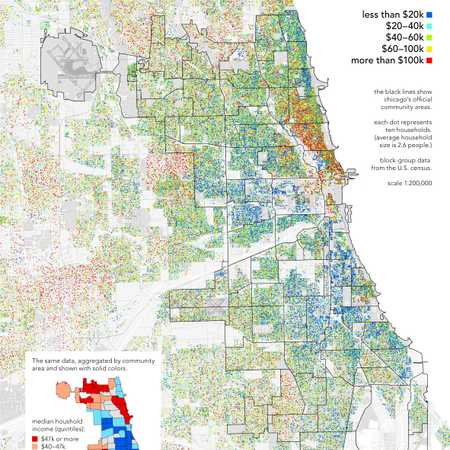 less than $20k
$20–40k
$40–60k
$60–100k
more than $100k
the black lines show
chicago's official
community areas.
each dot represents
ten households.
(average household
size is 2.6 people.)
block-group data
from the U.S. census.
scale 1:200,000
The same data, aggregated by community
area and shown with solid colors.
median houshold
income (quintiles):
$47k or more
$40–47k